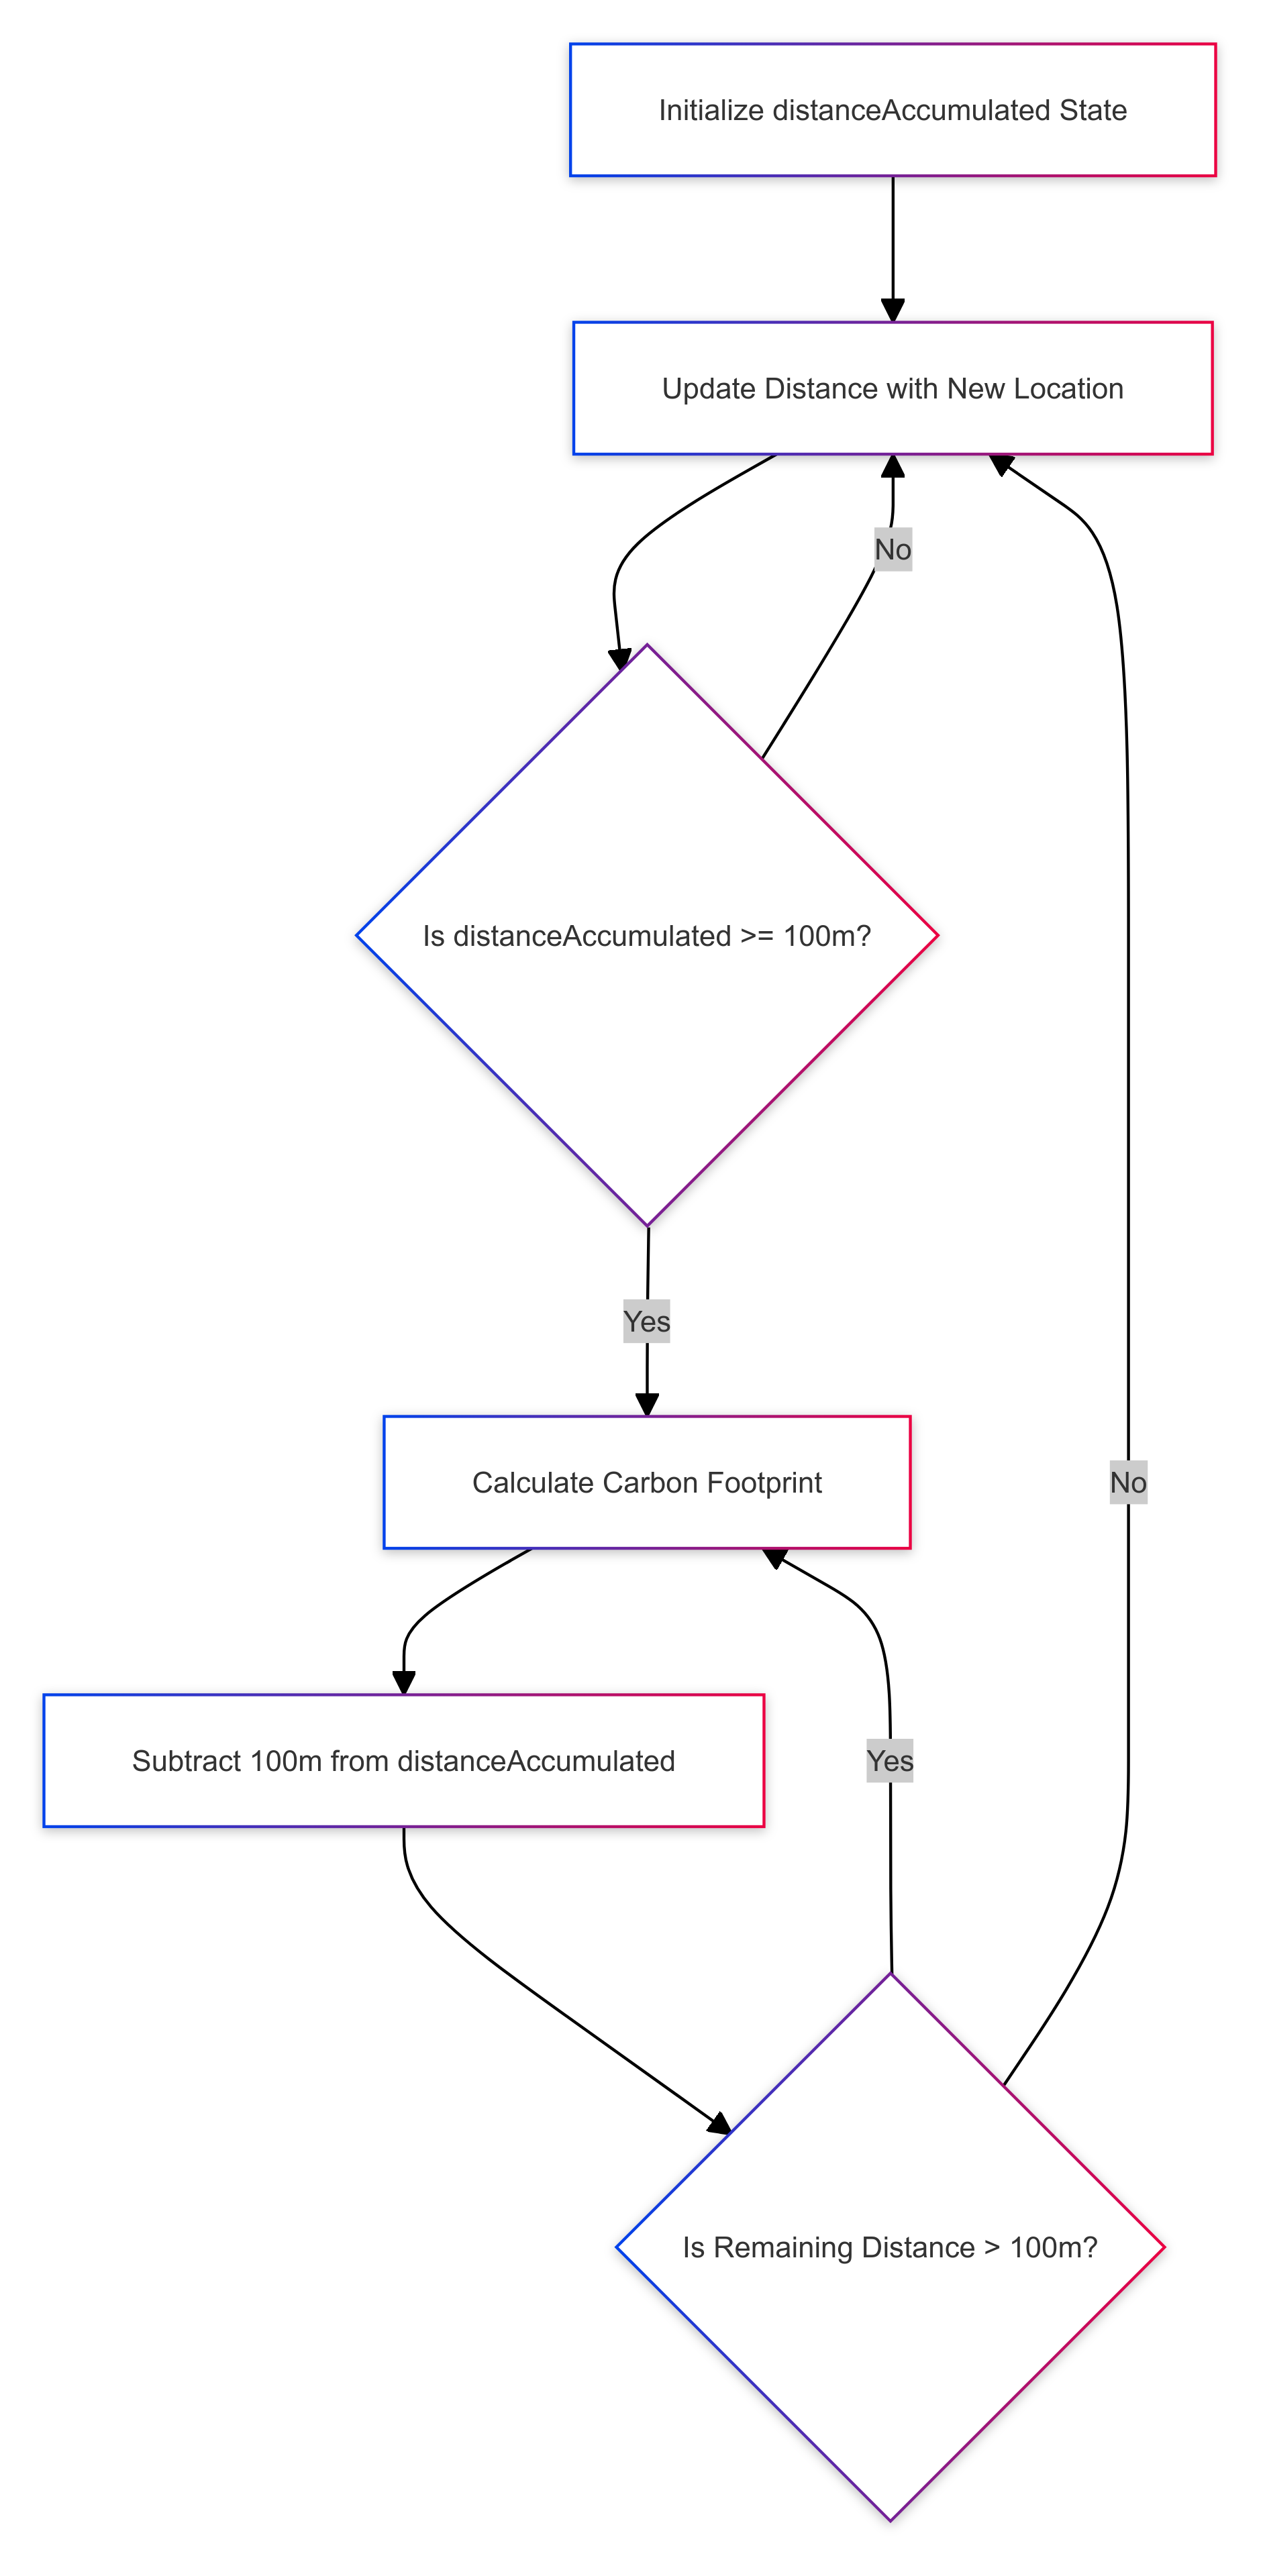 Initialize distanceAccumulated State
Update Distance with New Location
No
Is distanceAccumulated >= 100m?
Yes
Calculate Carbon Footprint
No
Subtract 100m from distanceAccumulated
Yes
Is Remaining Distance > 100m?